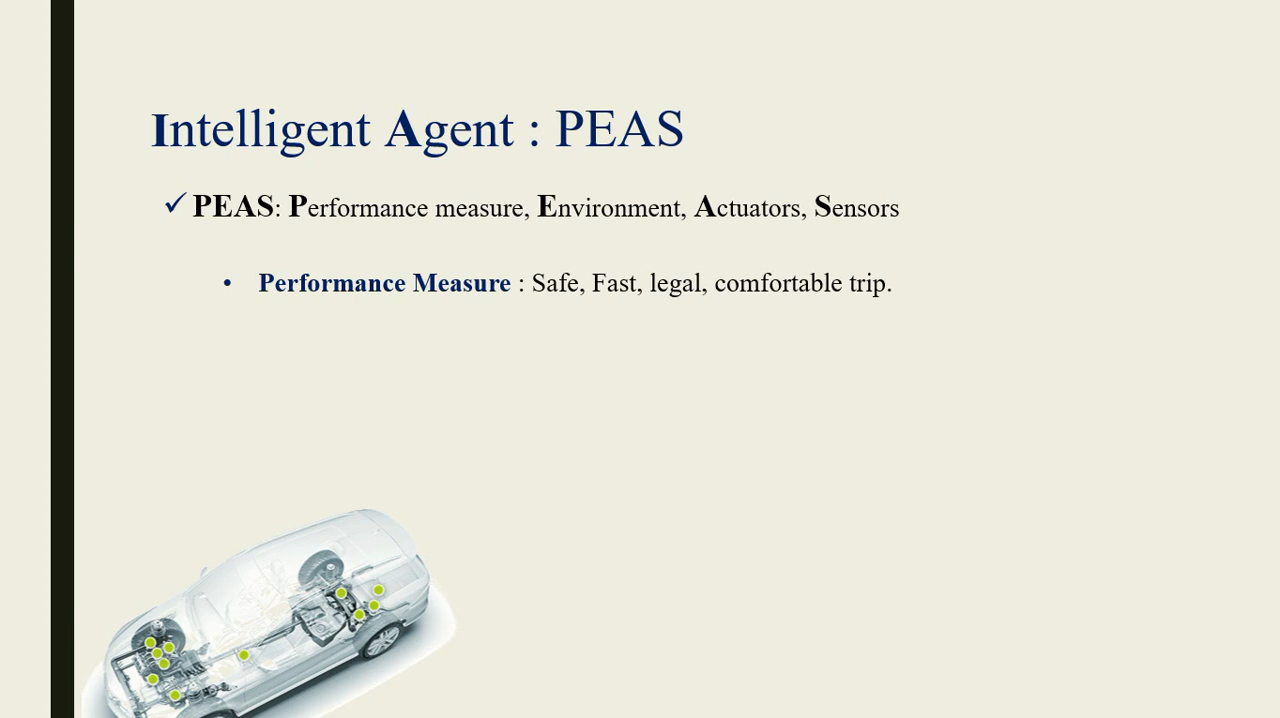 Intelligent Agent : PEAS
✓ PEAS: Performance measure, Environment, Actuators, Sensors
• Performance Measure : Safe, Fast, legal, comfortable trip.